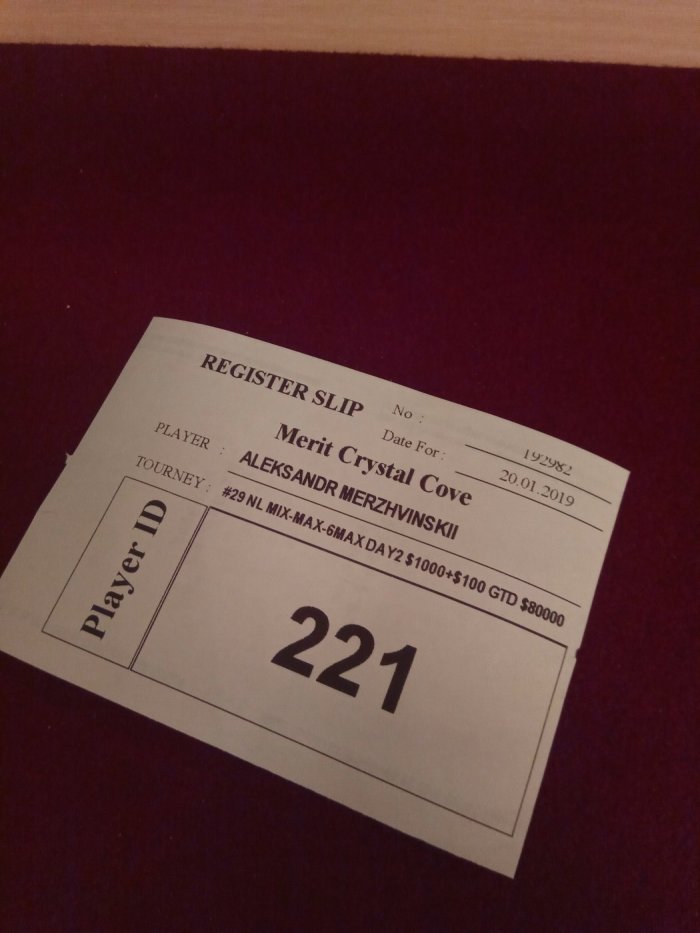 REGISTER SLIP
No : 192982
Date For : 20.01.2019
Merit Crystal Cove
PLAYER : ALEKSANDR MERZHVINSKII
TOURNEY : #29 NL MIX-MAX-6MAX DAY2 $1000+$100 GTD $80000
Player ID
221